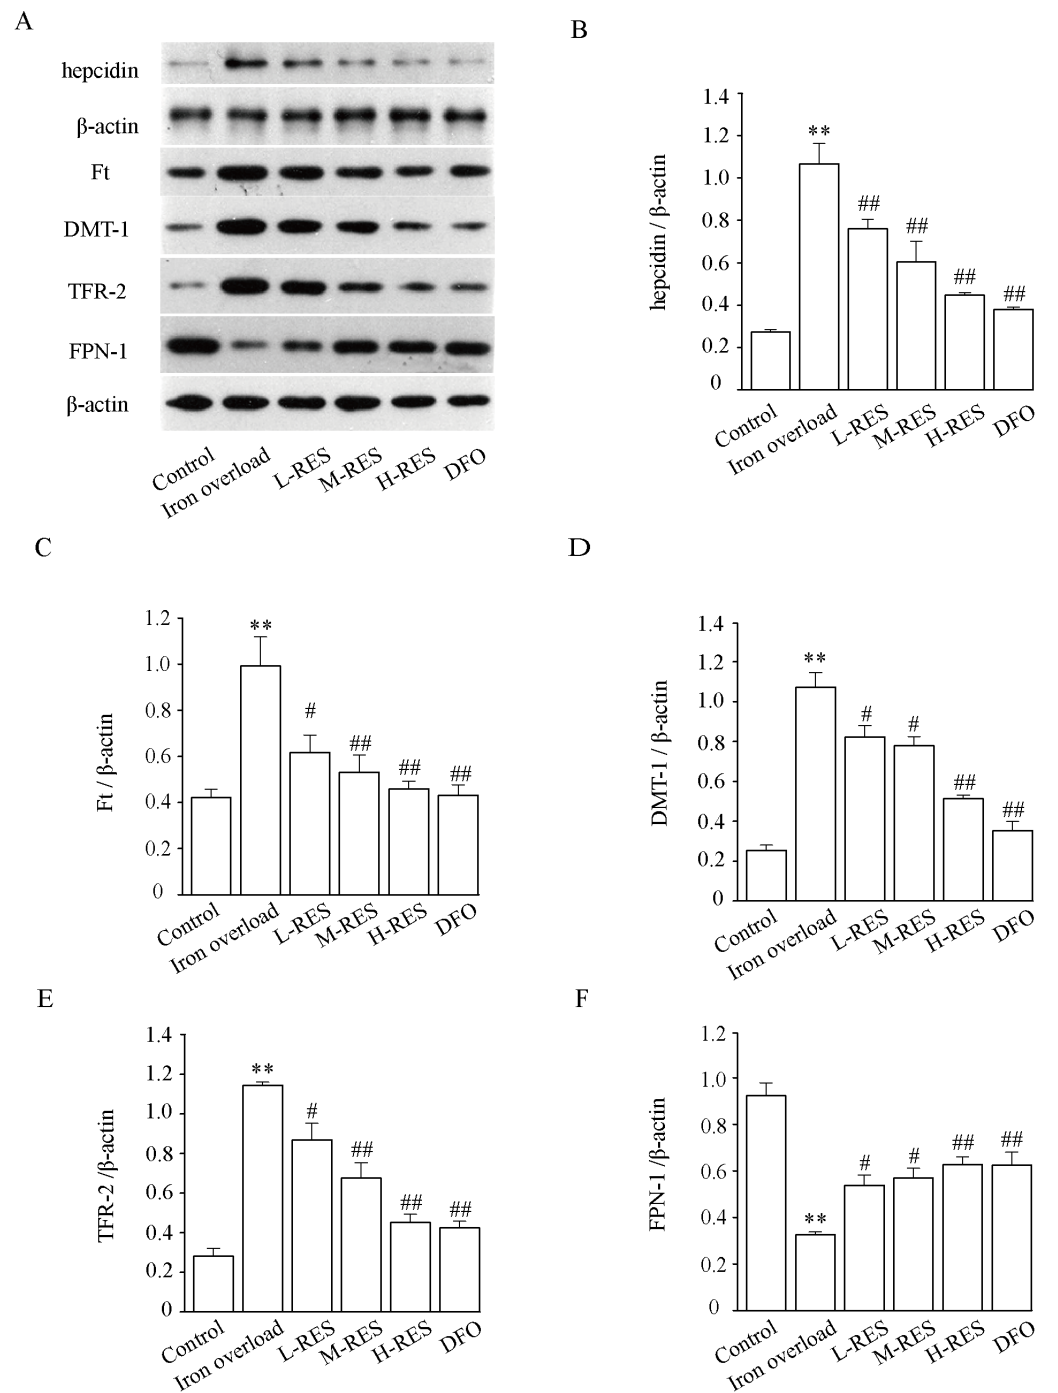 A
hepcidin
β-actin
Ft
DMT-1
TFR-2
FPN-1
β-actin
Control
Iron overload
L-RES
M-RES
H-RES
DFO
B
hepcidin / β-actin
1.4
1.2
1.0
0.8
0.6
0.4
0.2
0
**
##
##
##
##
Control
Iron overload
L-RES
M-RES
H-RES
DFO
C
Ft / β-actin
1.2
1.0
0.8
0.6
0.4
0.2
0
**
#
##
##
##
Control
Iron overload
L-RES
M-RES
H-RES
DFO
D
DMT-1 / β-actin
1.4
1.2
1.0
0.8
0.6
0.4
0.2
0
**
#
#
##
##
Control
Iron overload
L-RES
M-RES
H-RES
DFO
E
TFR-2 /β-actin
1.4
1.2
1.0
0.8
0.6
0.4
0.2
0
**
#
##
##
##
Control
Iron overload
L-RES
M-RES
H-RES
DFO
F
FPN-1 /β-actin
1.2
1.0
0.8
0.6
0.4
0.2
0
**
#
#
##
##
Control
Iron overload
L-RES
M-RES
H-RES
DFO